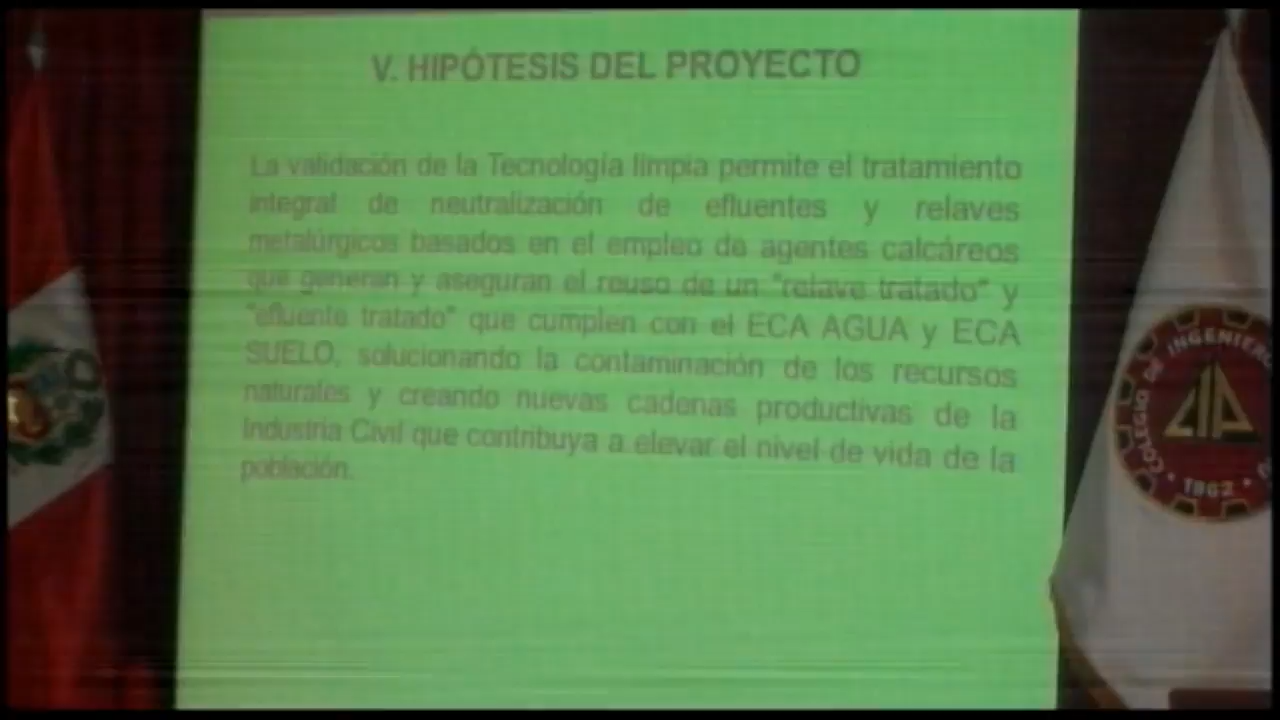 V. HIPÓTESIS DEL PROYECTO
La validación de la Tecnología limpia permite el tratamiento
integral de neutralización de efluentes y relaves
metalúrgicos basados en el empleo de agentes calcáreos
que generan y aseguran el reuso de un "relave tratado" y
"efluente tratado" que cumplen con el ECA AGUA y ECA
SUELO, solucionando la contaminación de los recursos
naturales y creando nuevas cadenas productivas de la
Industria Civil que contribuya a elevar el nivel de vida de la
población.
COLEGIO DE
CIP
1962